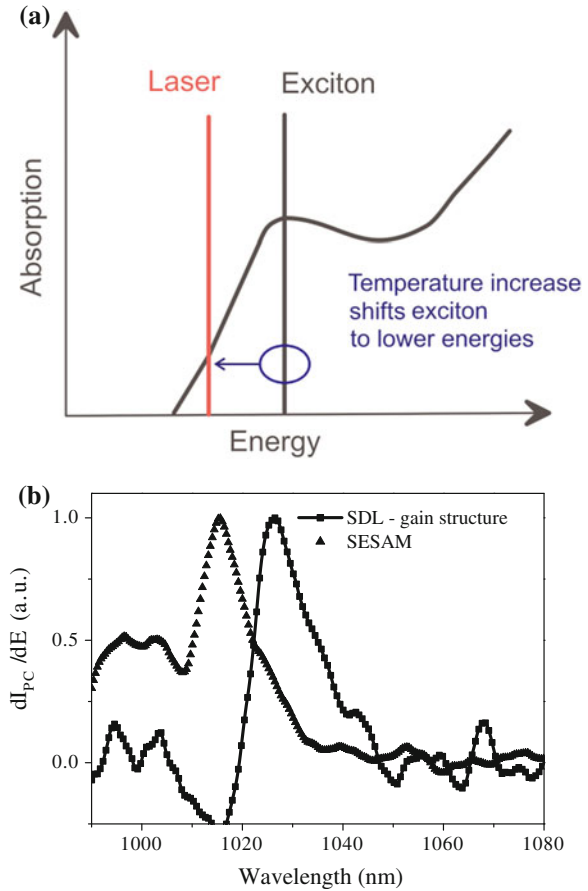 (a)
Laser
Exciton
Absorption
Temperature increase
shifts exciton
to lower energies
Energy
(b)
SDL - gain structure
SESAM
1.0
0.5
0.0
dI_PC /dE (a.u.)
1000
1020
1040
1060
1080
Wavelength (nm)